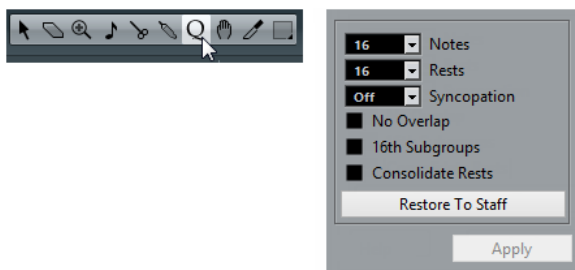 Q
16 Notes
16 Rests
Off Syncopation
No Overlap
16th Subgroups
Consolidate Rests
Restore To Staff
Apply